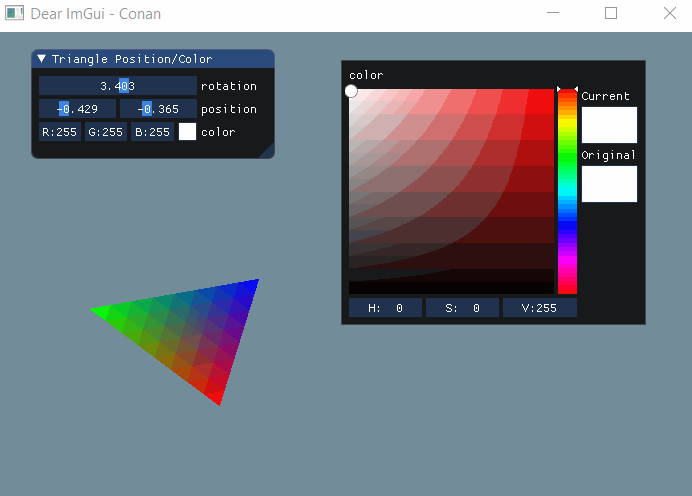 Dear ImGui - Conan
Triangle Position/Color
3.403 rotation
-0.429 -0.365 position
R:255 G:255 B:255 color
color
Current
Original
H: 0 S: 0 V:255